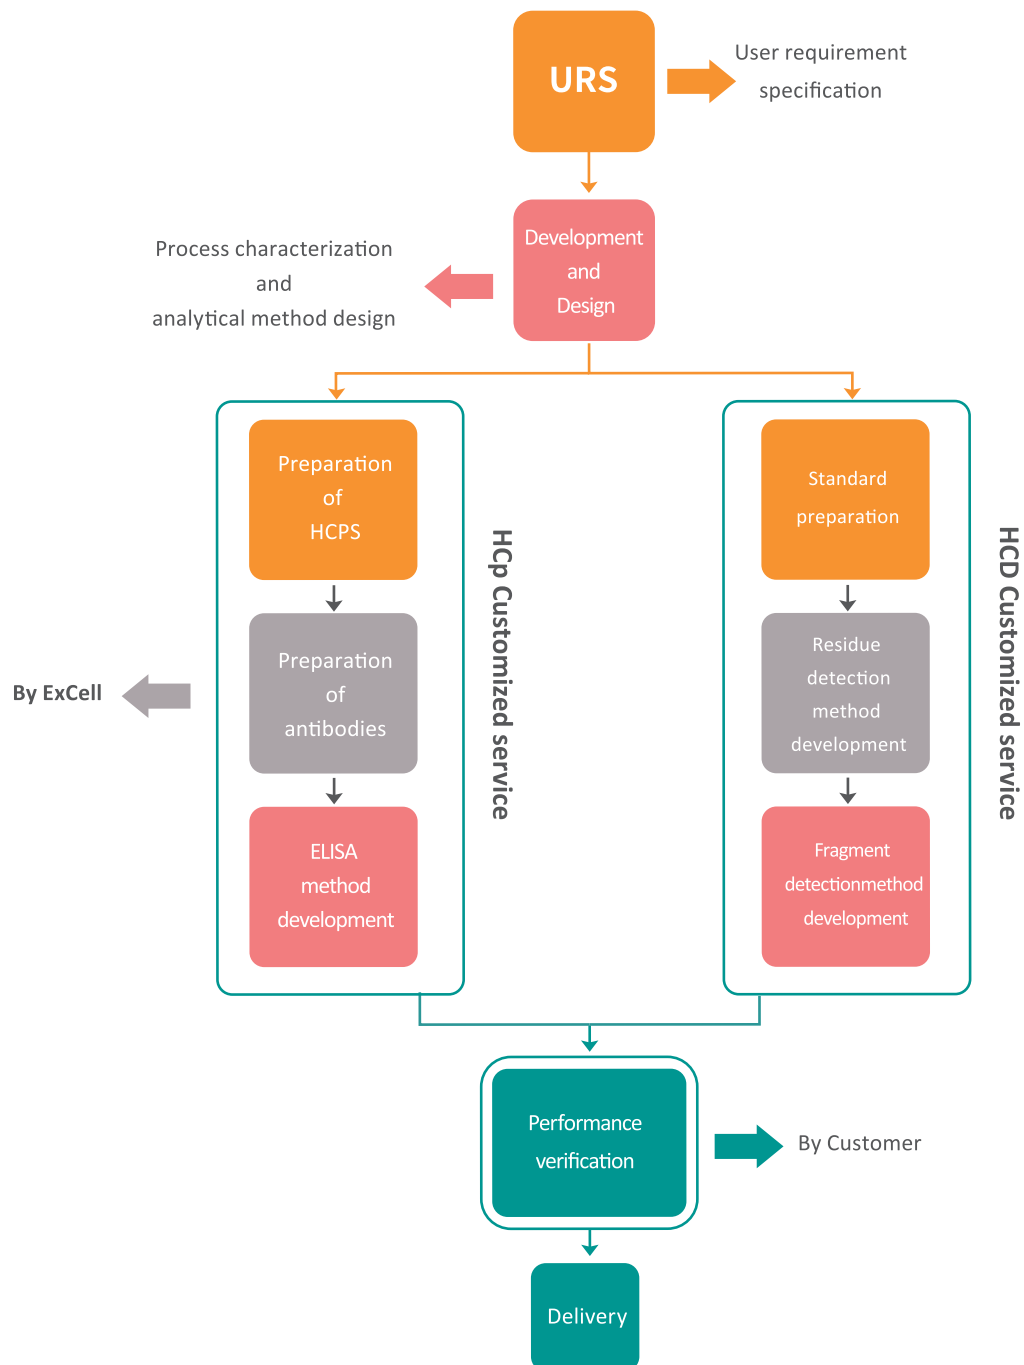 URS
User requirement
specification
Development
and
Design
Process characterization
and
analytical method design
Preparation
of
HCPS
Preparation
of
antibodies
ELISA
method
development
HCp Customized service
By ExCell
Standard
preparation
Residue
detection
method
development
Fragment
detectionmethod
development
HCD Customized service
Performance
verification
By Customer
Delivery